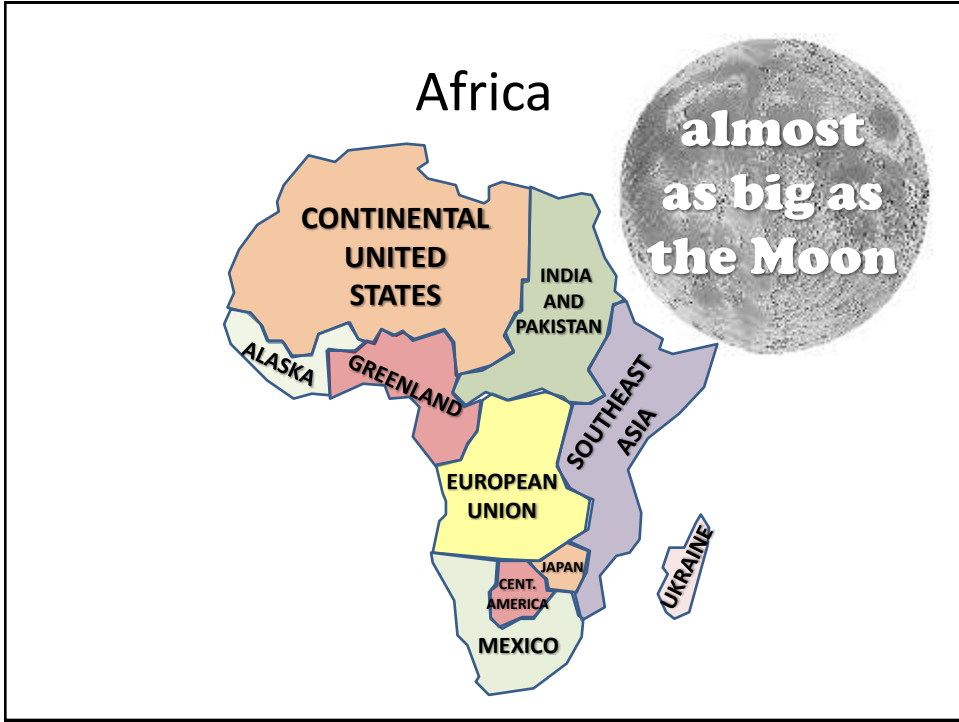 Africa
almost
as big as
the Moon
CONTINENTAL
UNITED
STATES
INDIA
AND
PAKISTAN
ALASKA
GREENLAND
SOUTHEAST
ASIA
EUROPEAN
UNION
UKRAINE
JAPAN
CENT.
AMERICA
MEXICO